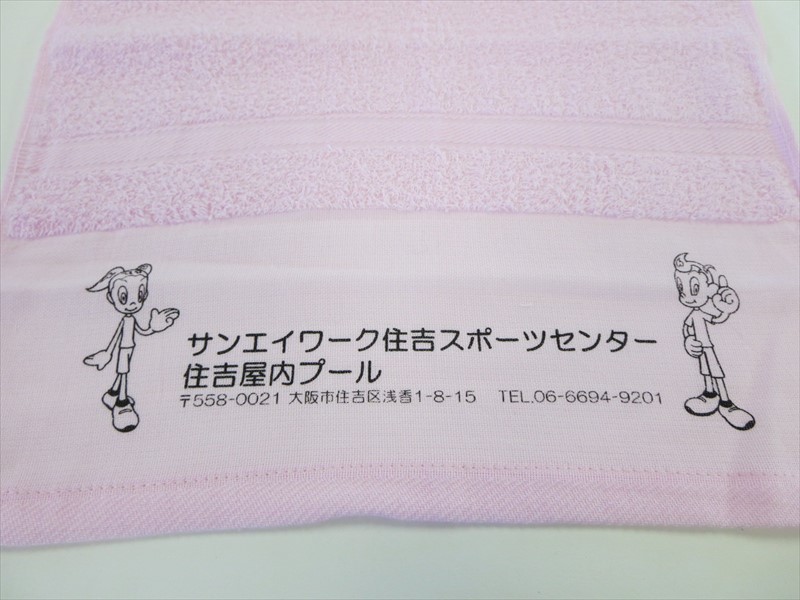 サンエイワーク住吉スポーツセンター
住吉屋内プール
〒558-0021 大阪市住吉区浅香1-8-15 TEL.06-6694-9201